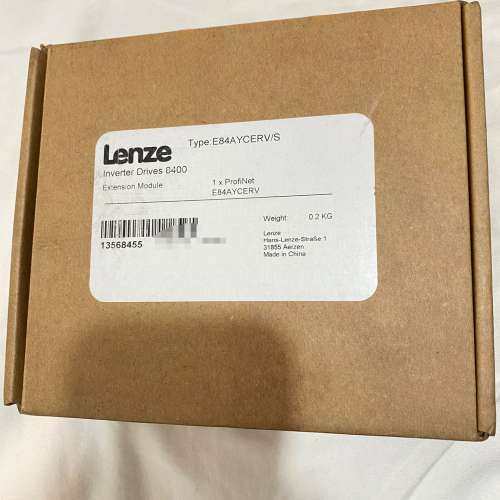 Lenze
Type:E84AYCERV/S
Inverter Drives 8400
Extension Module
1 x ProfiNet
E84AYCERV
Weight: 0.2 KG
13568455
Lenze
Hans-Lenze-Straße 1
31855 Aerzen
Made in China